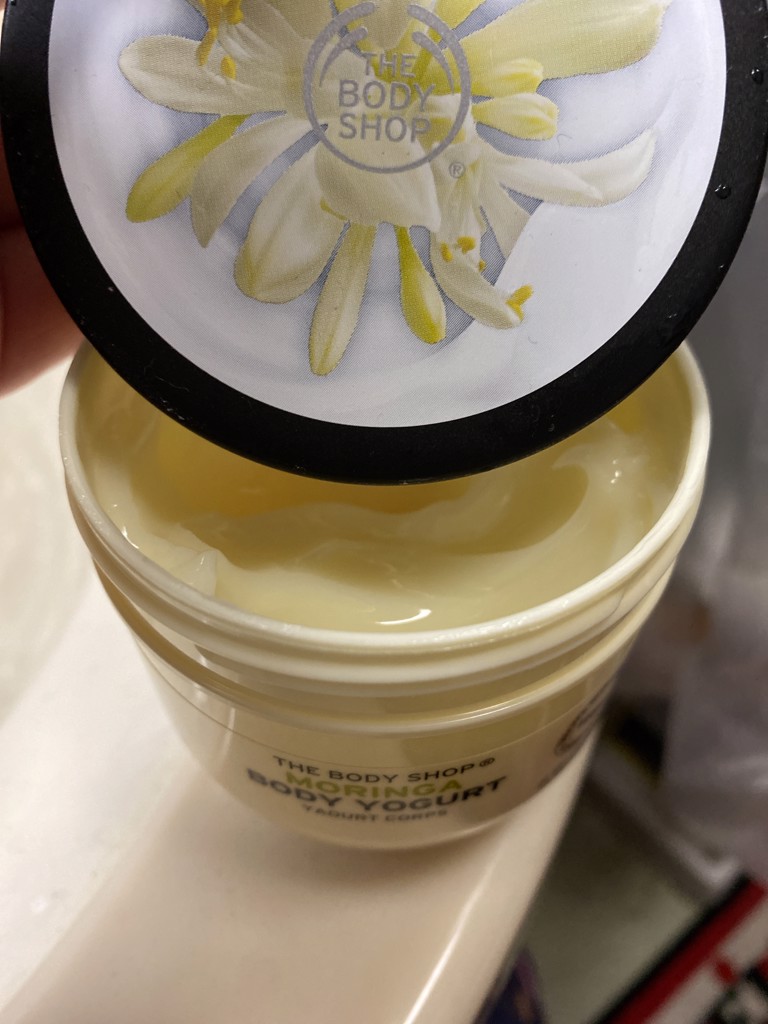 THE
BODY
SHOP
®
THE BODY SHOP®
MORINGA
BODY YOGURT
YAOURT CORPS